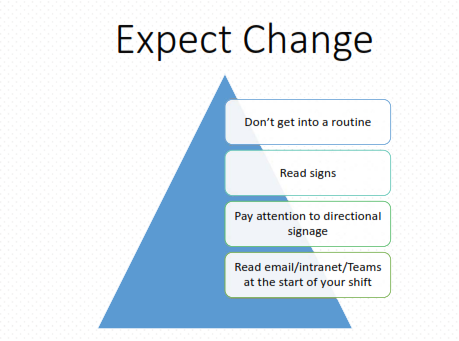 Expect Change
Don’t get into a routine
Read signs
Pay attention to directional
signage
Read email/intranet/Teams
at the start of your shift